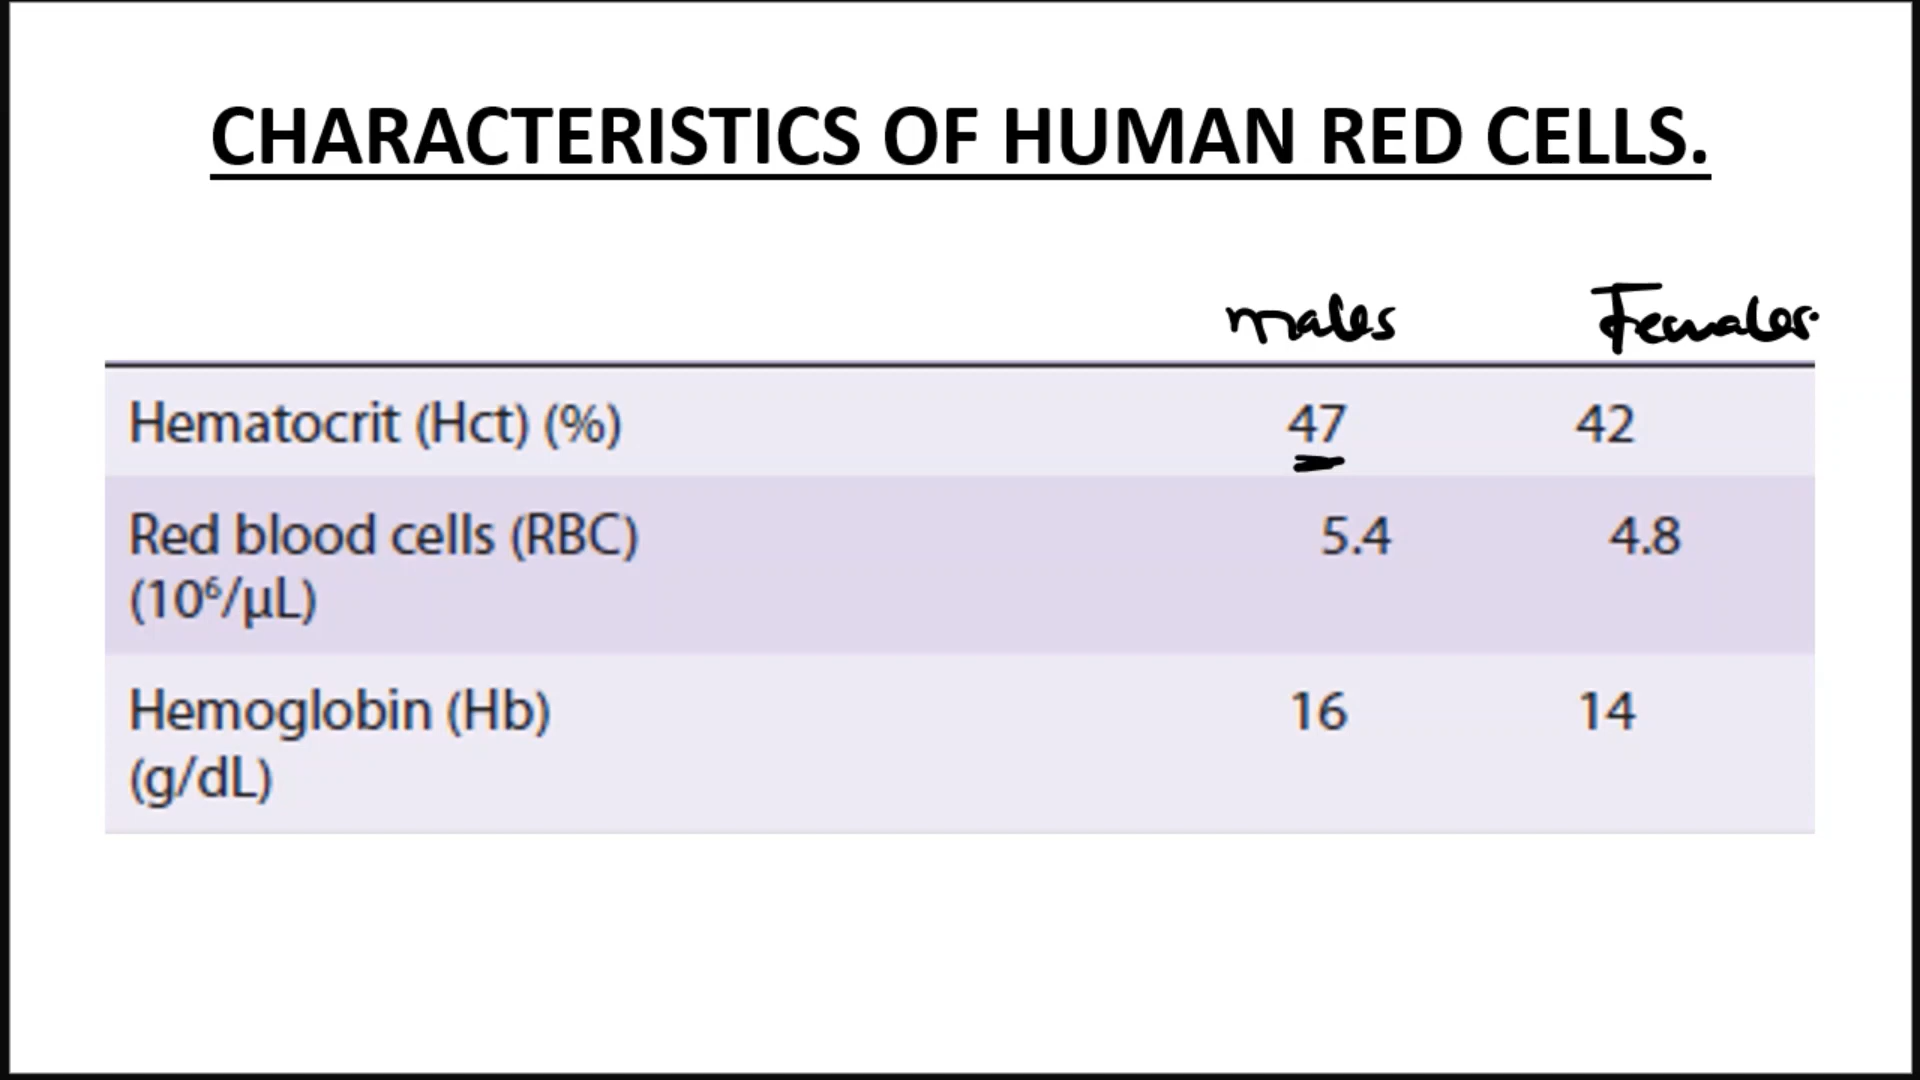 CHARACTERISTICS OF HUMAN RED CELLS.
males Females.
Hematocrit (Hct) (%) 47 42
Red blood cells (RBC) 5.4 4.8
(10⁶/μL)
Hemoglobin (Hb) 16 14
(g/dL)